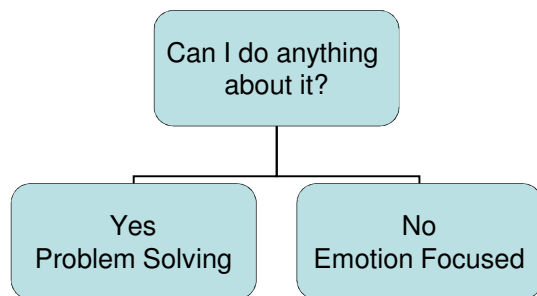 Can I do anything
about it?
Yes
Problem Solving
No
Emotion Focused